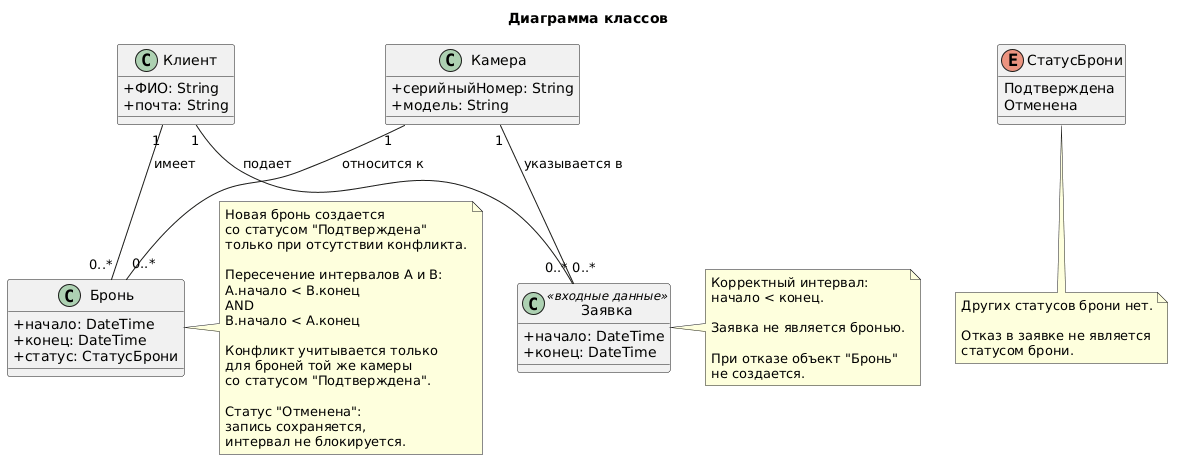 Диаграмма классов
C Клиент
+ФИО: String
+почта: String
C Камера
+серийныйНомер: String
+модель: String
E СтатусБрони
Подтверждена
Отменена
1
1
1
1
имеет
подает
относится к
указывается в
0..*
0..*
0..*
0..*
C Бронь
+начало: DateTime
+конец: DateTime
+статус: СтатусБрони
Новая бронь создается
со статусом "Подтверждена"
только при отсутствии конфликта.
Пересечение интервалов A и B:
A.начало < B.конец
AND
B.начало < A.конец
Конфликт учитывается только
для броней той же камеры
со статусом "Подтверждена".
Статус "Отменена":
запись сохраняется,
интервал не блокируется.
C «входные данные»
Заявка
+начало: DateTime
+конец: DateTime
Корректный интервал:
начало < конец.
Заявка не является бронью.
При отказе объект "Бронь"
не создается.
Других статусов брони нет.
Отказ в заявке не является
статусом брони.